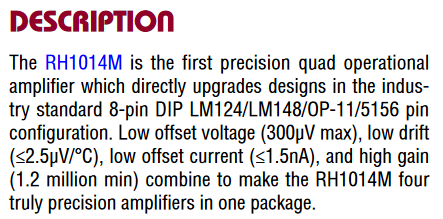 DESCRIPTION
The RH1014M is the first precision quad operational
amplifier which directly upgrades designs in the indus-
try standard 8-pin DIP LM124/LM148/OP-11/5156 pin
configuration. Low offset voltage (300μV max), low drift
(≤2.5μV/°C), low offset current (≤1.5nA), and high gain
(1.2 million min) combine to make the RH1014M four
truly precision amplifiers in one package.